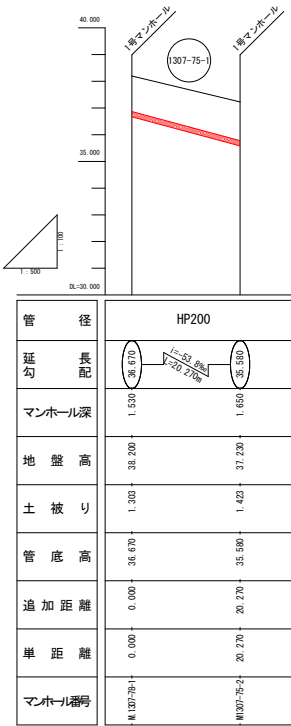 40.000
1号マンホール
1号マンホール
1307-75-1
35.000
1 : 100
1 : 500
DL=30.000
管 径
HP200
延 長
勾 配
36.670
i=-53.8‰
L=20.270m
35.580
マンホール深
1.530
1.650
地 盤 高
38.200
37.230
土 被 り
1.303
1.423
管 底 高
36.670
35.580
追 加 距 離
0.000
20.270
単 距 離
0.000
20.270
マンホール番号
M.1307-78-1
M1307-75-2